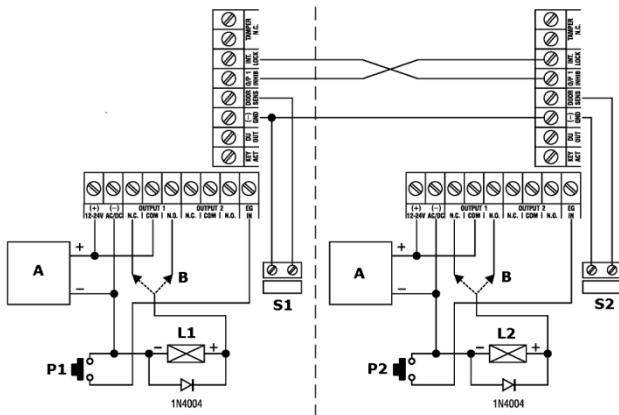 TAMPER N.C.
INT. LOCK
O/P 1 INHIB
DOOR SENS
(-) GND
DU OUT
KEY ACT
(+) 12-24V
(-) AC/DC
OUTPUT 1
N.C. | COM | N.O.
OUTPUT 2
N.C. | COM | N.O.
EG IN
A
+
−
B
S1
P1
−
L1
+
1N4004
TAMPER N.C.
INT. LOCK
O/P 1 INHIB
DOOR SENS
(-) GND
DU OUT
KEY ACT
(+) 12-24V
(-) AC/DC
OUTPUT 1
N.C. | COM | N.O.
OUTPUT 2
N.C. | COM | N.O.
EG IN
A
+
−
B
S2
P2
−
L2
+
1N4004